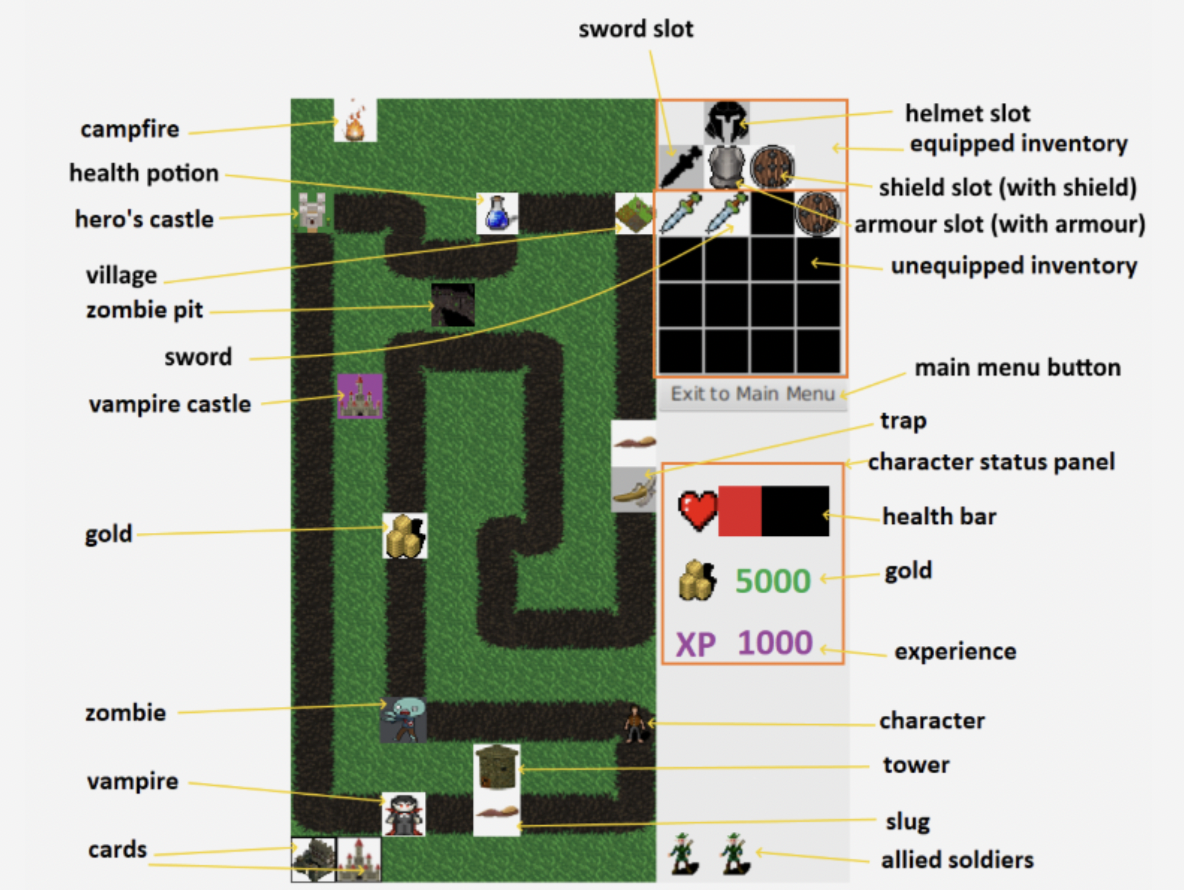 sword slot
campfire
health potion
hero's castle
village
zombie pit
sword
vampire castle
gold
zombie
vampire
cards
helmet slot
equipped inventory
shield slot (with shield)
armour slot (with armour)
unequipped inventory
main menu button
Exit to Main Menu
trap
character status panel
health bar
5000
gold
XP 1000
experience
character
tower
slug
allied soldiers